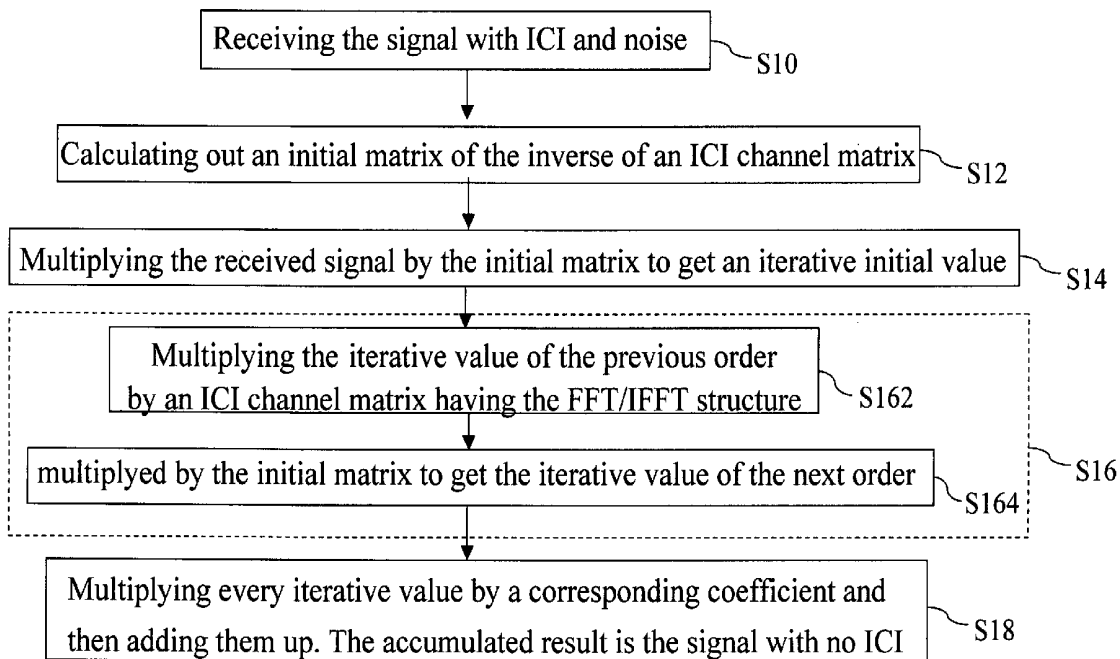 Receiving the signal with ICI and noise
S10
Calculating out an initial matrix of the inverse of an ICI channel matrix
S12
Multiplying the received signal by the initial matrix to get an iterative initial value
S14
Multiplying the iterative value of the previous order
by an ICI channel matrix having the FFT/IFFT structure
S162
multiplyed by the initial matrix to get the iterative value of the next order
S164
S16
Multiplying every iterative value by a corresponding coefficient and
then adding them up. The accumulated result is the signal with no ICI
S18